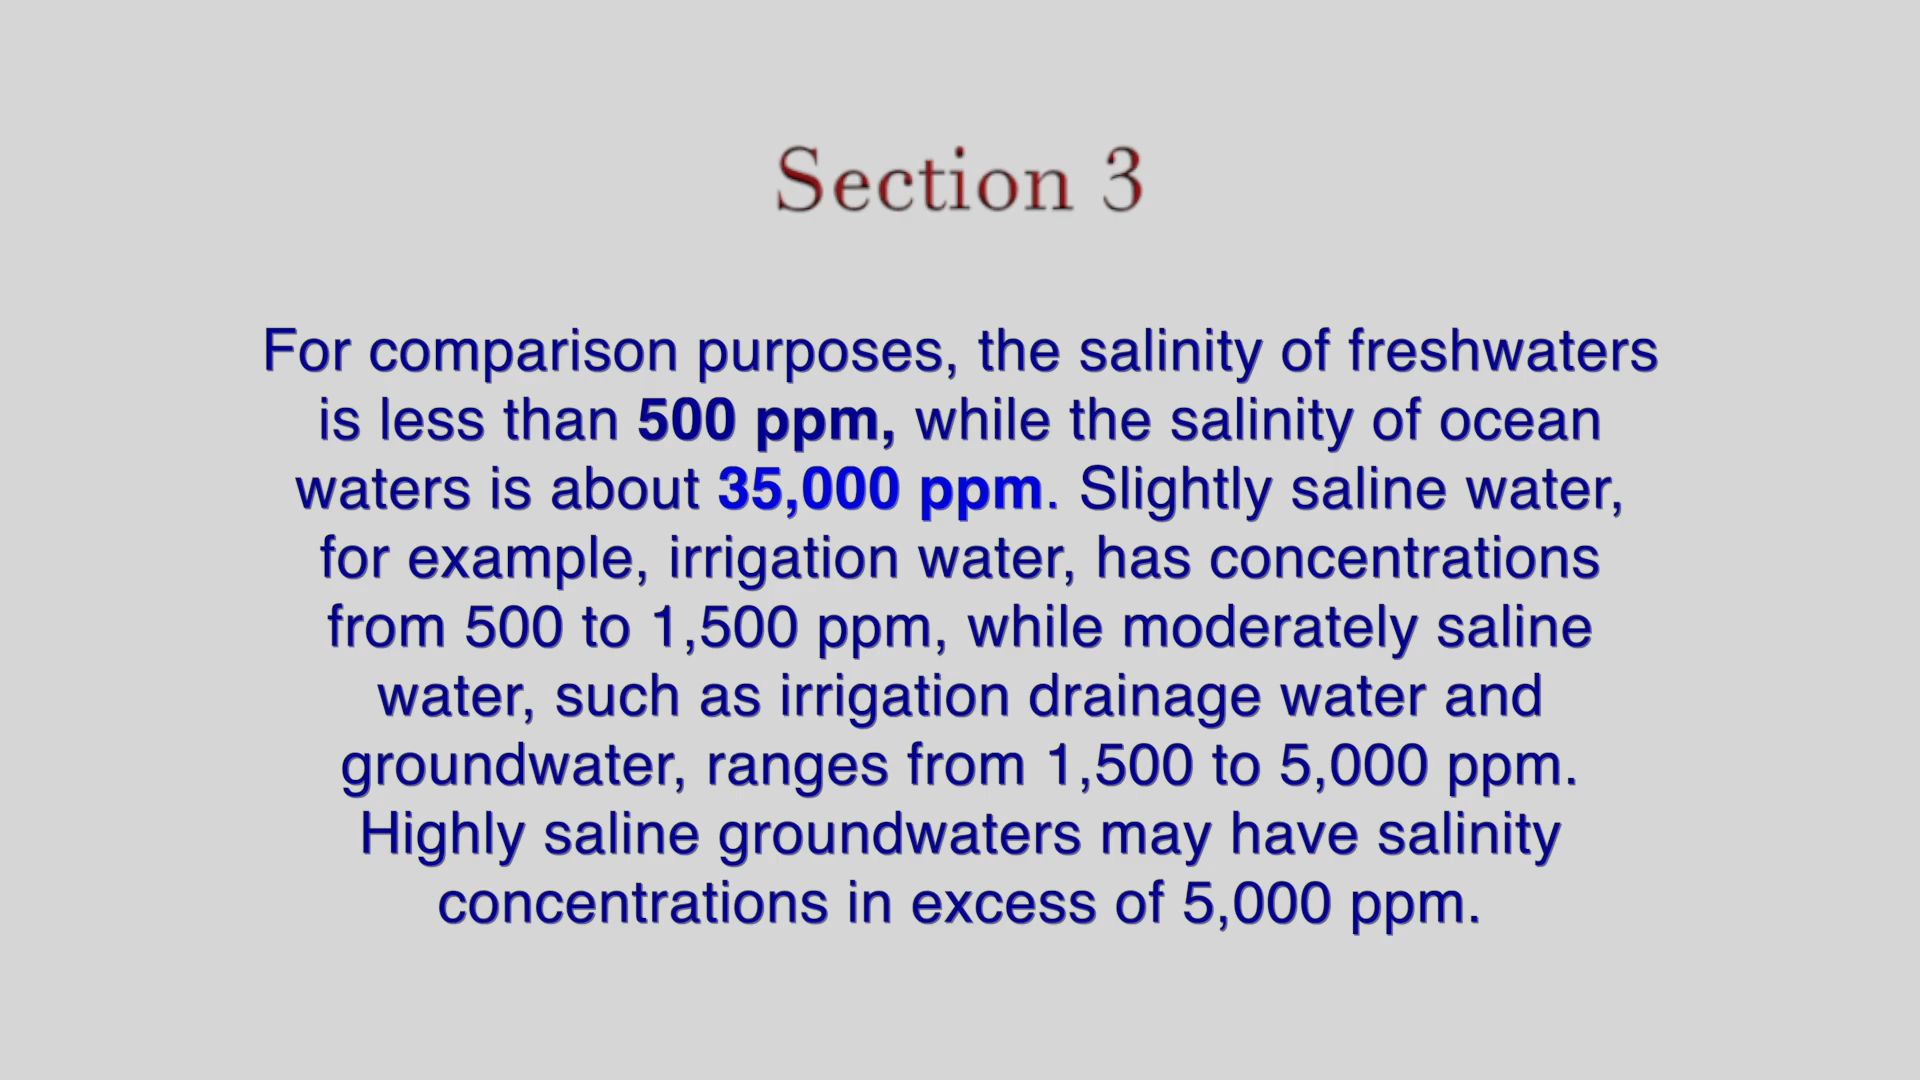 Section 3
For comparison purposes, the salinity of freshwaters
is less than 500 ppm, while the salinity of ocean
waters is about 35,000 ppm. Slightly saline water,
for example, irrigation water, has concentrations
from 500 to 1,500 ppm, while moderately saline
water, such as irrigation drainage water and
groundwater, ranges from 1,500 to 5,000 ppm.
Highly saline groundwaters may have salinity
concentrations in excess of 5,000 ppm.